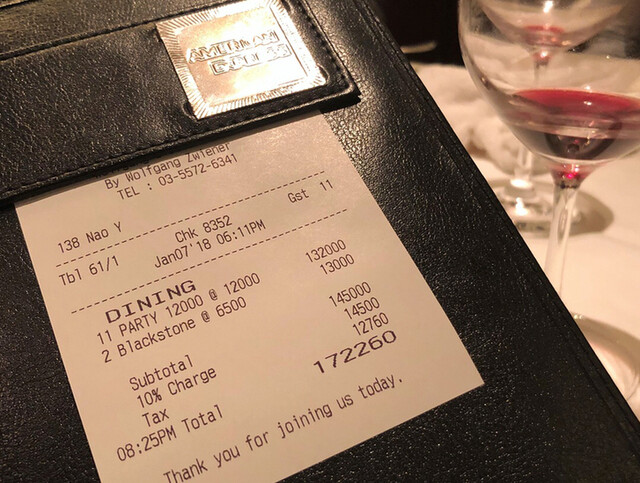 AMERICAN
EXPRESS
By Wolfgang Zwiener
TEL : 03-5572-6341
138 Nao Y
Tbl 61/1 Chk 8352 Gst 11
Jan07'18 06:11PM
DINING
11 PARTY 12000 @ 12000 132000
2 Blackstone @ 6500 13000
Subtotal 145000
10% Charge 14500
Tax 12760
08:25PM Total 172260
Thank you for joining us today.